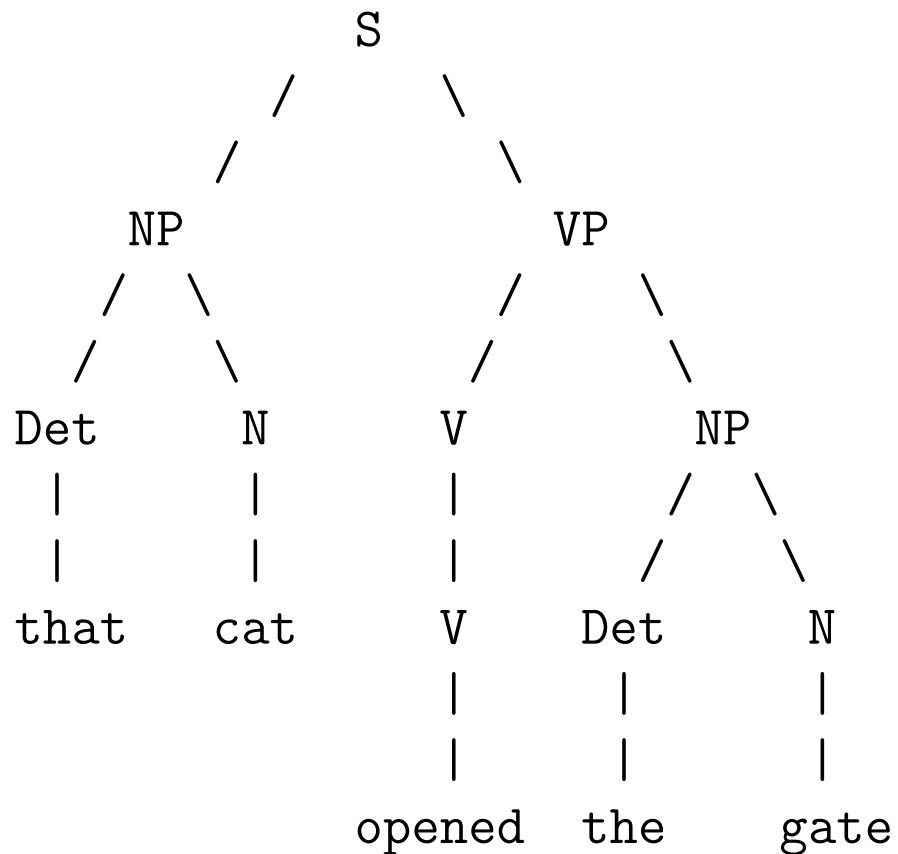 S
NP VP
Det N V NP
that cat V Det N
opened the gate